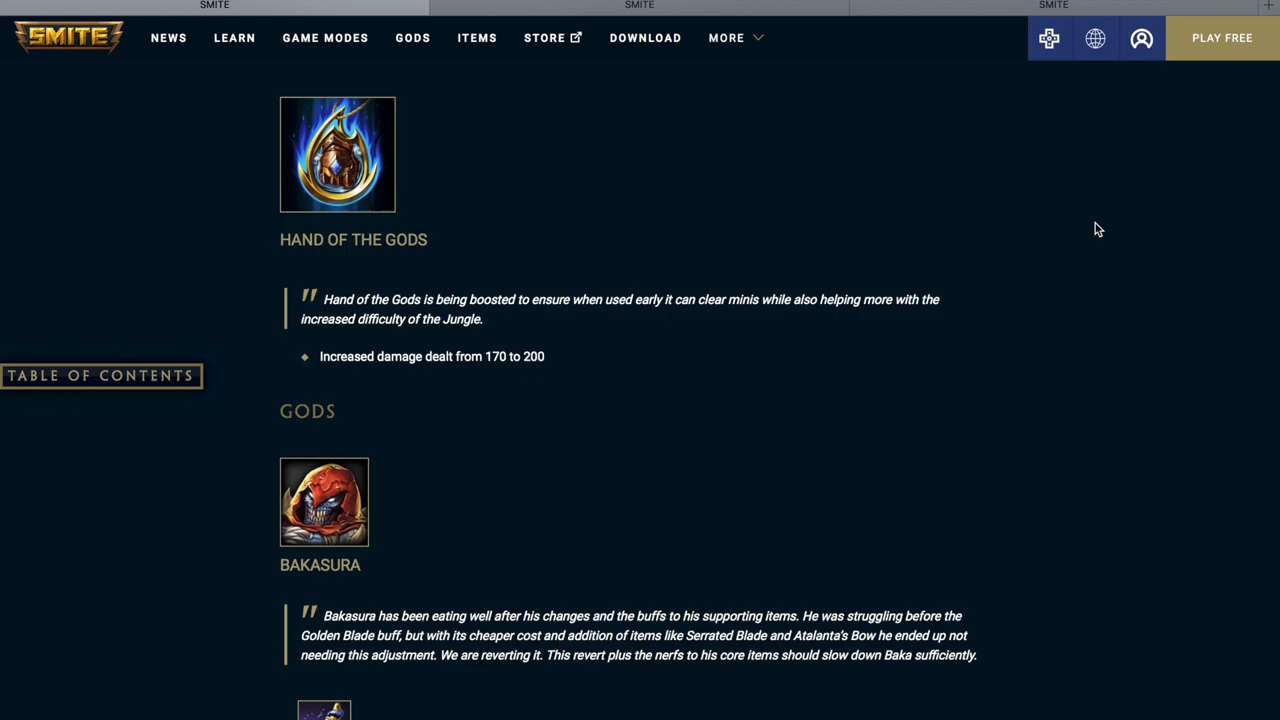 SMITE
SMITE
SMITE
SMITE NEWS LEARN GAME MODES GODS ITEMS STORE DOWNLOAD MORE PLAY FREE
HAND OF THE GODS
" Hand of the Gods is being boosted to ensure when used early it can clear minis while also helping more with the
increased difficulty of the Jungle.
Increased damage dealt from 170 to 200
TABLE OF CONTENTS
GODS
BAKASURA
" Bakasura has been eating well after his changes and the buffs to his supporting items. He was struggling before the
Golden Blade buff, but with its cheaper cost and addition of items like Serrated Blade and Atalanta's Bow he ended up not
needing this adjustment. We are reverting it. This revert plus the nerfs to his core items should slow down Baka sufficiently.